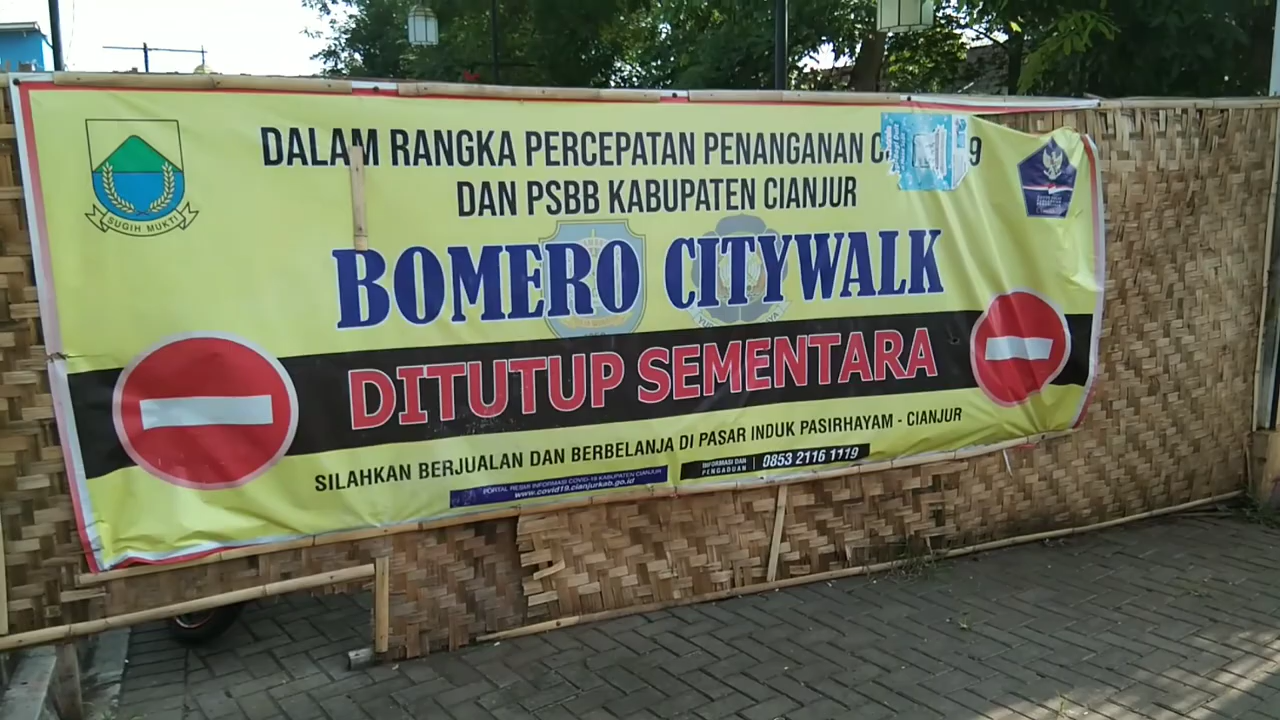 DALAM RANGKA PERCEPATAN PENANGANAN
DAN PSBB KABUPATEN CIANJUR
BOMERO CITYWALK
DITUTUP SEMENTARA
SILAHKAN BERJUALAN DAN BERBELANJA DI PASAR INDUK PASIRHAYAM - CIANJUR
PORTAL RESMI INFORMASI COVID-19 KABUPATEN CIANJUR
www.covid19.cianjurkab.go.id
INFORMASI DAN PENGADUAN
0853 2116 1119
SUGIH MUKTI